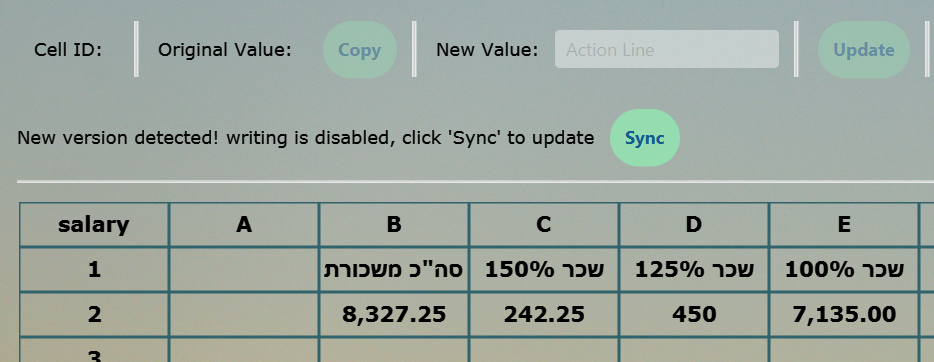 Cell ID: Original Value: Copy New Value: Action Line Update
New version detected! writing is disabled, click 'Sync' to update Sync
salary A B C D E
1 סה"כ משכורת שכר 150% שכר 125% שכר 100%
2 8,327.25 242.25 450 7,135.00
3